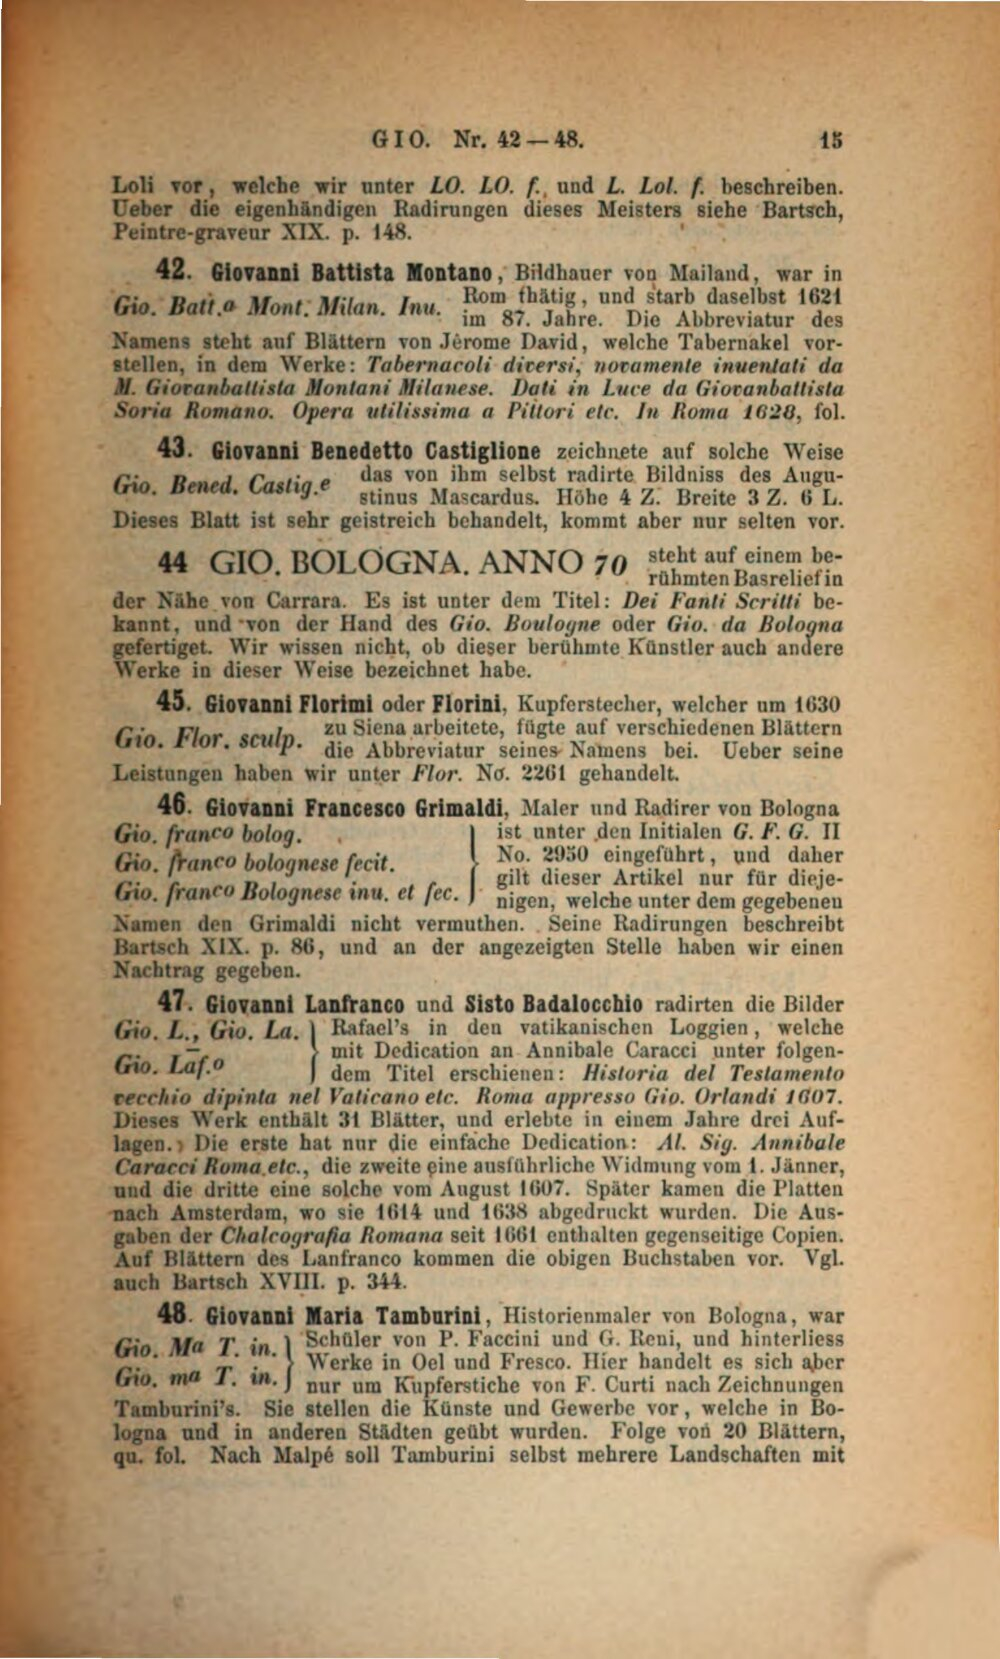 GIO. Nr. 42—48. 15
Loli vor, welche wir unter LO. LO. f., und L. Lol. f. beschreiben.
Ueber die eigenhändigen Radirungen dieses Meisters siehe Bartsch,
Peintre-graveur XIX. p. 148.
42. Giovanni Battista Montano, Bildhauer von Mailand, war in
Gio. Batt.a Mont. Milan. Inu. Rom thätig, und starb daselbst 1621
im 87. Jahre. Die Abbreviatur des
Namens steht auf Blättern von Jérome David, welche Tabernakel vor-
stellen, in dem Werke: Tabernacoli diversi, novamente inuentati da
M. Giovanbattista Montani Milanese. Dati in Luce da Giovanbattista
Soria Romano. Opera utilissima a Pittori etc. In Roma 1628, fol.
43. Giovanni Benedetto Castiglione zeichnete auf solche Weise
Gio. Bened. Castig.e das von ihm selbst radirte Bildniss des Augu-
stinus Mascardus. Höhe 4 Z. Breite 3 Z. 6 L.
Dieses Blatt ist sehr geistreich behandelt, kommt aber nur selten vor.
44 GIO. BOLOGNA. ANNO 70 steht auf einem be-
rühmten Basrelief in
der Nähe von Carrara. Es ist unter dem Titel: Dei Fanti Scritti be-
kannt, und von der Hand des Gio. Boulogne oder Gio. da Bologna
gefertiget. Wir wissen nicht, ob dieser berühmte Künstler auch andere
Werke in dieser Weise bezeichnet habe.
45. Giovanni Florimi oder Florini, Kupferstecher, welcher um 1630
Gio. Flor. sculp. zu Siena arbeitete, fügte auf verschiedenen Blättern
die Abbreviatur seines Namens bei. Ueber seine
Leistungen haben wir unter Flor. No. 2261 gehandelt.
46. Giovanni Francesco Grimaldi, Maler und Radirer von Bologna
Gio. franco bolog. ist unter den Initialen G. F. G. II
Gio. franco bolognese fecit. No. 2950 eingeführt, und daher
gilt dieser Artikel nur für dieje-
Gio. franco Bolognese inu. et fec. nigen, welche unter dem gegebenen
Namen den Grimaldi nicht vermuthen. Seine Radirungen beschreibt
Bartsch XIX. p. 86, und an der angezeigten Stelle haben wir einen
Nachtrag gegeben.
47. Giovanni Lanfranco und Sisto Badalocchio radirten die Bilder
Gio. L., Gio. La. Rafael's in den vatikanischen Loggien, welche
mit Dedication an Annibale Caracci unter folgen-
Gio. Lāf.o dem Titel erschienen: Historia del Testamento
vecchio dipinta nel Vaticano etc. Roma appresso Gio. Orlandi 1607.
Dieses Werk enthält 31 Blätter, und erlebte in einem Jahre drei Auf-
lagen. Die erste hat nur die einfache Dedication: Al. Sig. Annibale
Caracci Roma etc., die zweite eine ausführliche Widmung vom 1. Jänner,
und die dritte eine solche vom August 1607. Später kamen die Platten
nach Amsterdam, wo sie 1614 und 1638 abgedruckt wurden. Die Aus-
gaben der Chalcografia Romana seit 1661 enthalten gegenseitige Copien.
Auf Blättern des Lanfranco kommen die obigen Buchstaben vor. Vgl.
auch Bartsch XVIII. p. 344.
48. Giovanni Maria Tamburini, Historienmaler von Bologna, war
Gio. Ma T. in. Schüler von P. Faccini und G. Reni, und hinterliess
Werke in Oel und Fresco. Hier handelt es sich aber
Gio. ma T. in. nur um Kupferstiche von F. Curti nach Zeichnungen
Tamburini's. Sie stellen die Künste und Gewerbe vor, welche in Bo-
logna und in anderen Städten geübt wurden. Folge von 20 Blättern,
qu. fol. Nach Malpé soll Tamburini selbst mehrere Landschaften mit